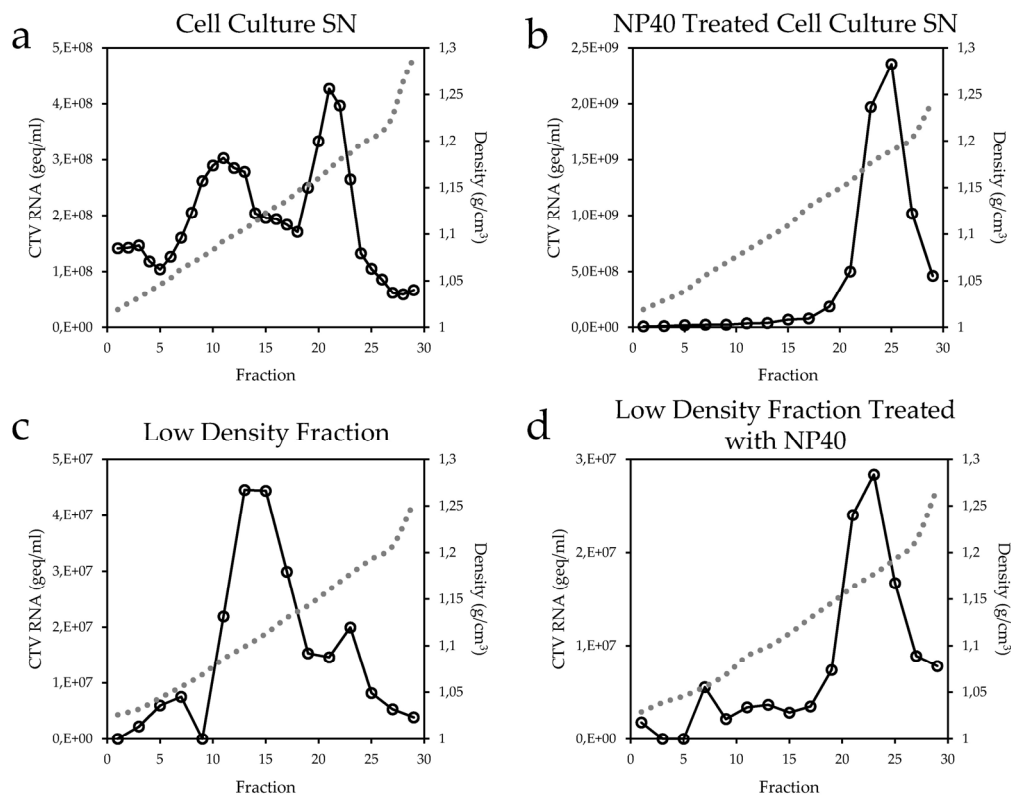 a
Cell Culture SN
5,E+08
4,E+08
3,E+08
2,E+08
1,E+08
0,E+00
CTV RNA (geq/ml)
1,3
1,25
1,2
1,15
1,1
1,05
1
Density (g/cm³)
0 5 10 15 20 25 30
Fraction
b
NP40 Treated Cell Culture SN
2,5E+09
2,0E+09
1,5E+09
1,0E+09
5,0E+08
0,0E+00
CTV RNA (geq/ml)
1,3
1,25
1,2
1,15
1,1
1,05
1
Density (g/cm³)
0 5 10 15 20 25 30
Fraction
c
Low Density Fraction
5,E+07
4,E+07
3,E+07
2,E+07
1,E+07
0,E+00
CTV RNA (geq/ml)
1,3
1,25
1,2
1,15
1,1
1,05
1
Density (g/cm³)
0 5 10 15 20 25 30
Fraction
d
Low Density Fraction Treated
with NP40
3,E+07
2,E+07
1,E+07
0,E+00
CTV RNA (geq/ml)
1,3
1,25
1,2
1,15
1,1
1,05
1
Density (g/cm³)
0 5 10 15 20 25 30
Fraction